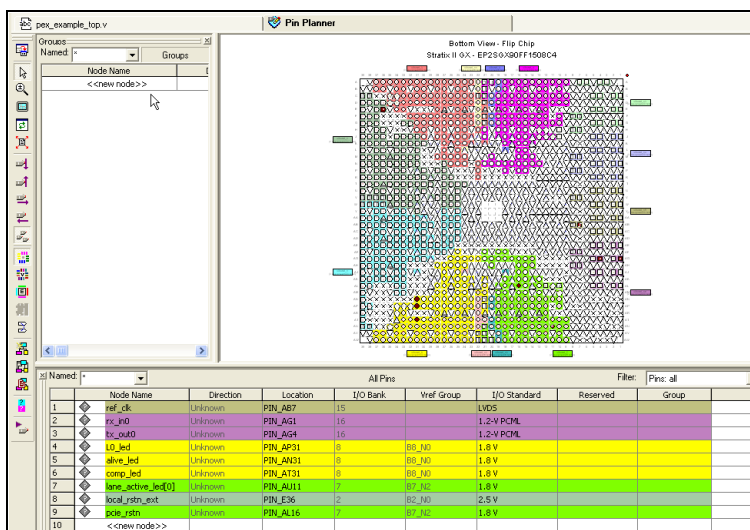 pex_example_top.v
Pin Planner
Groups
Named: *
Groups
Node Name
<<new node>>
Bottom View - Flip Chip
Stratix II GX - EP2SGX90FF1508C4
Named: *
All Pins
Filter: Pins: all
Node Name Direction Location I/O Bank Vref Group I/O Standard Reserved Group
1 ref_clk Unknown PIN_AB7 15 LVDS
2 rx_in0 Unknown PIN_AG1 16 1.2-V PCML
3 tx_out0 Unknown PIN_AG4 16 1.2-V PCML
4 L0_led Unknown PIN_AP31 8 B8_N0 1.8 V
5 alive_led Unknown PIN_AN31 8 B8_N0 1.8 V
6 comp_led Unknown PIN_AT31 8 B8_N0 1.8 V
7 lane_active_led[0] Unknown PIN_AU11 7 B7_N2 1.8 V
8 local_rstn_ext Unknown PIN_E36 2 B2_N0 2.5 V
9 pcie_rstn Unknown PIN_AL16 7 B7_N2 1.8 V
10 <<new node>>